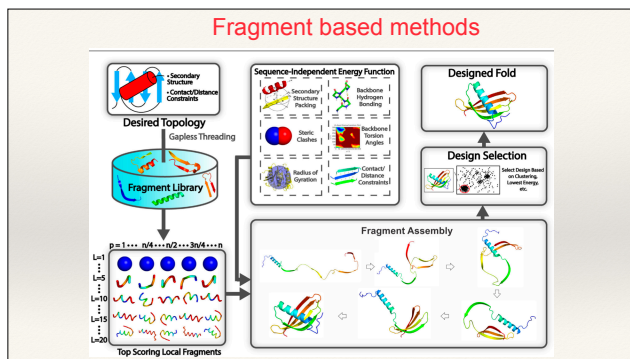 Fragment based methods
• Secondary
Structure
• Contact/Distance
Constraints
Desired Topology
Gapless Threading
Fragment Library
p = 1 ••• n/4 ••• n/2 ••• 3n/4 ••• n
L=1
L=5
L=10
L=15
L=20
Top Scoring Local Fragments
Sequence-Independent Energy Function
Secondary
Structure
Packing
Backbone
Hydrogen
Bonding
Steric
Clashes
Backbone
Torsion
Angles
Radius of
Gyration
Contact/
Distance
Constraints
Designed Fold
Design Selection
Select Design Based
on Clustering,
Lowest Energy,
etc.
Fragment Assembly